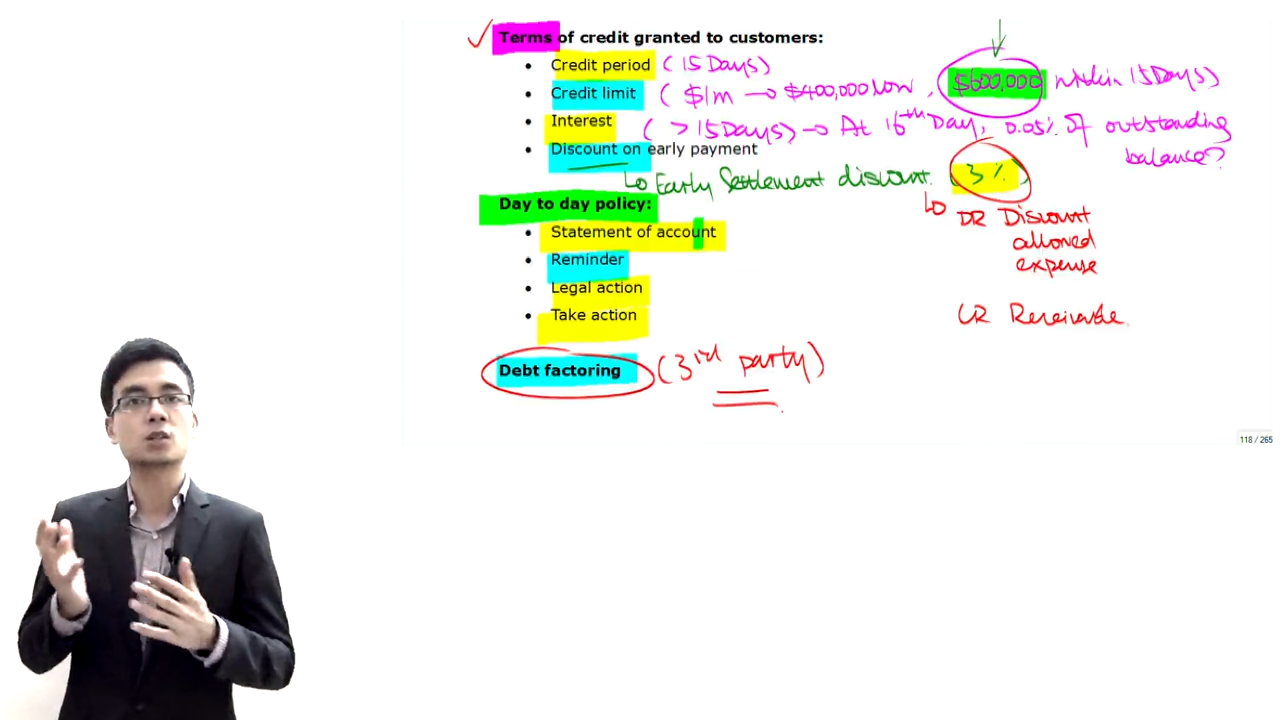 Terms of credit granted to customers:
• Credit period (15 Days)
• Credit limit ($1m → $400,000 now, $600,000 within 15 Days)
• Interest (>15 Days) → At 16th Day, 0.05% of outstanding balance?
• Discount on early payment
↳ Early Settlement discount. (3%)
↳ DR Discount
allowed
expense
CR Receivable.
Day to day policy:
• Statement of account
• Reminder
• Legal action
• Take action
Debt factoring (3rd party)
118 / 265